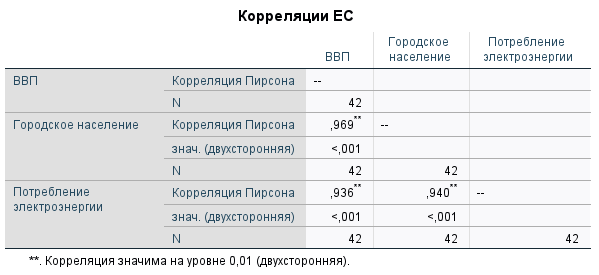 Корреляции ЕС
ВВП Городское население Потребление электроэнергии
ВВП Корреляция Пирсона --
N 42
Городское население Корреляция Пирсона ,969** --
знач. (двухсторонняя) <,001
N 42 42
Потребление электроэнергии Корреляция Пирсона ,936** ,940** --
знач. (двухсторонняя) <,001 <,001
N 42 42 42
**. Корреляция значима на уровне 0,01 (двухсторонняя).